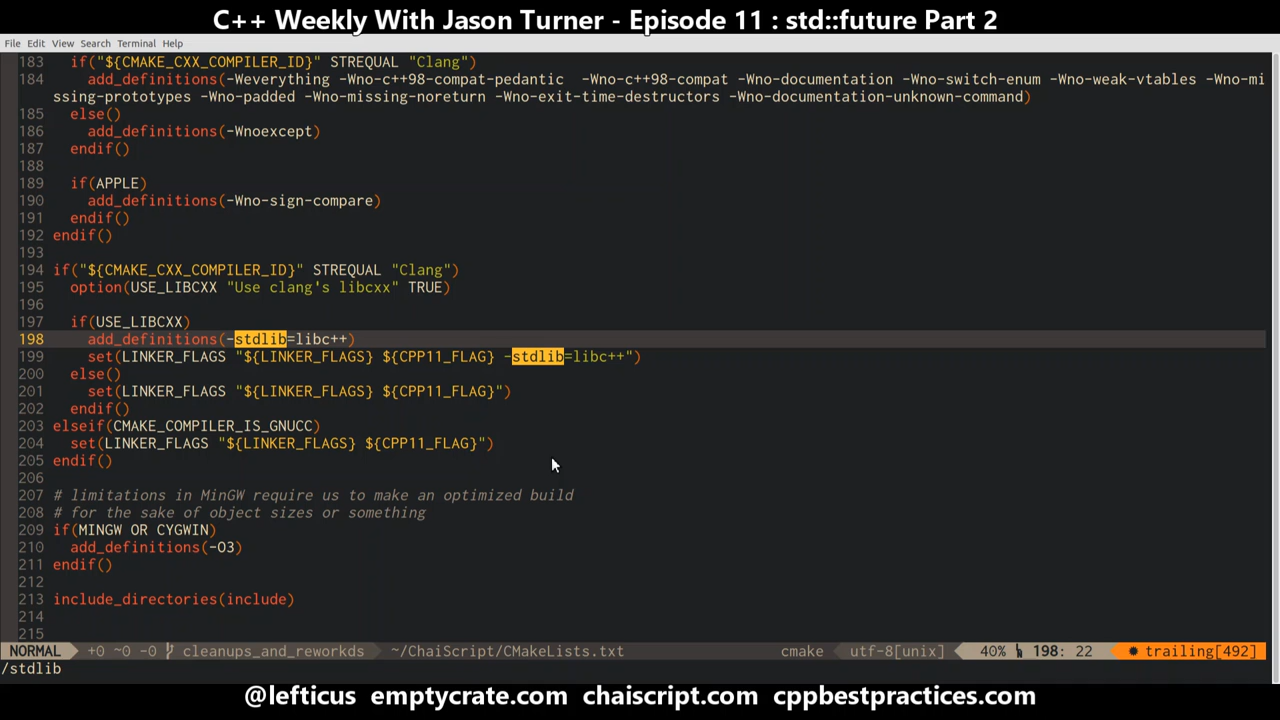 C++ Weekly With Jason Turner - Episode 11 : std::future Part 2
File Edit View Search Terminal Help
183 if("${CMAKE_CXX_COMPILER_ID}" STREQUAL "Clang")
184 add_definitions(-Weverything -Wno-c++98-compat-pedantic -Wno-c++98-compat -Wno-documentation -Wno-switch-enum -Wno-weak-vtables -Wno-mi
ssing-prototypes -Wno-padded -Wno-missing-noreturn -Wno-exit-time-destructors -Wno-documentation-unknown-command)
185 else()
186 add_definitions(-Wnoexcept)
187 endif()
188
189 if(APPLE)
190 add_definitions(-Wno-sign-compare)
191 endif()
192 endif()
193
194 if("${CMAKE_CXX_COMPILER_ID}" STREQUAL "Clang")
195 option(USE_LIBCXX "Use clang's libcxx" TRUE)
196
197 if(USE_LIBCXX)
198 add_definitions(-stdlib=libc++)
199 set(LINKER_FLAGS "${LINKER_FLAGS} ${CPP11_FLAG} -stdlib=libc++")
200 else()
201 set(LINKER_FLAGS "${LINKER_FLAGS} ${CPP11_FLAG}")
202 endif()
203 elseif(CMAKE_COMPILER_IS_GNUCC)
204 set(LINKER_FLAGS "${LINKER_FLAGS} ${CPP11_FLAG}")
205 endif()
206
207 # limitations in MinGW require us to make an optimized build
208 # for the sake of object sizes or something
209 if(MINGW OR CYGWIN)
210 add_definitions(-O3)
211 endif()
212
213 include_directories(include)
214
215
NORMAL +0 ~0 -0 cleanups_and_reworkds ~/ChaiScript/CMakeLists.txt cmake utf-8[unix] 40% 198: 22 trailing[492]
/stdlib
@lefticus emptycrate.com chaiscript.com cppbestpractices.com